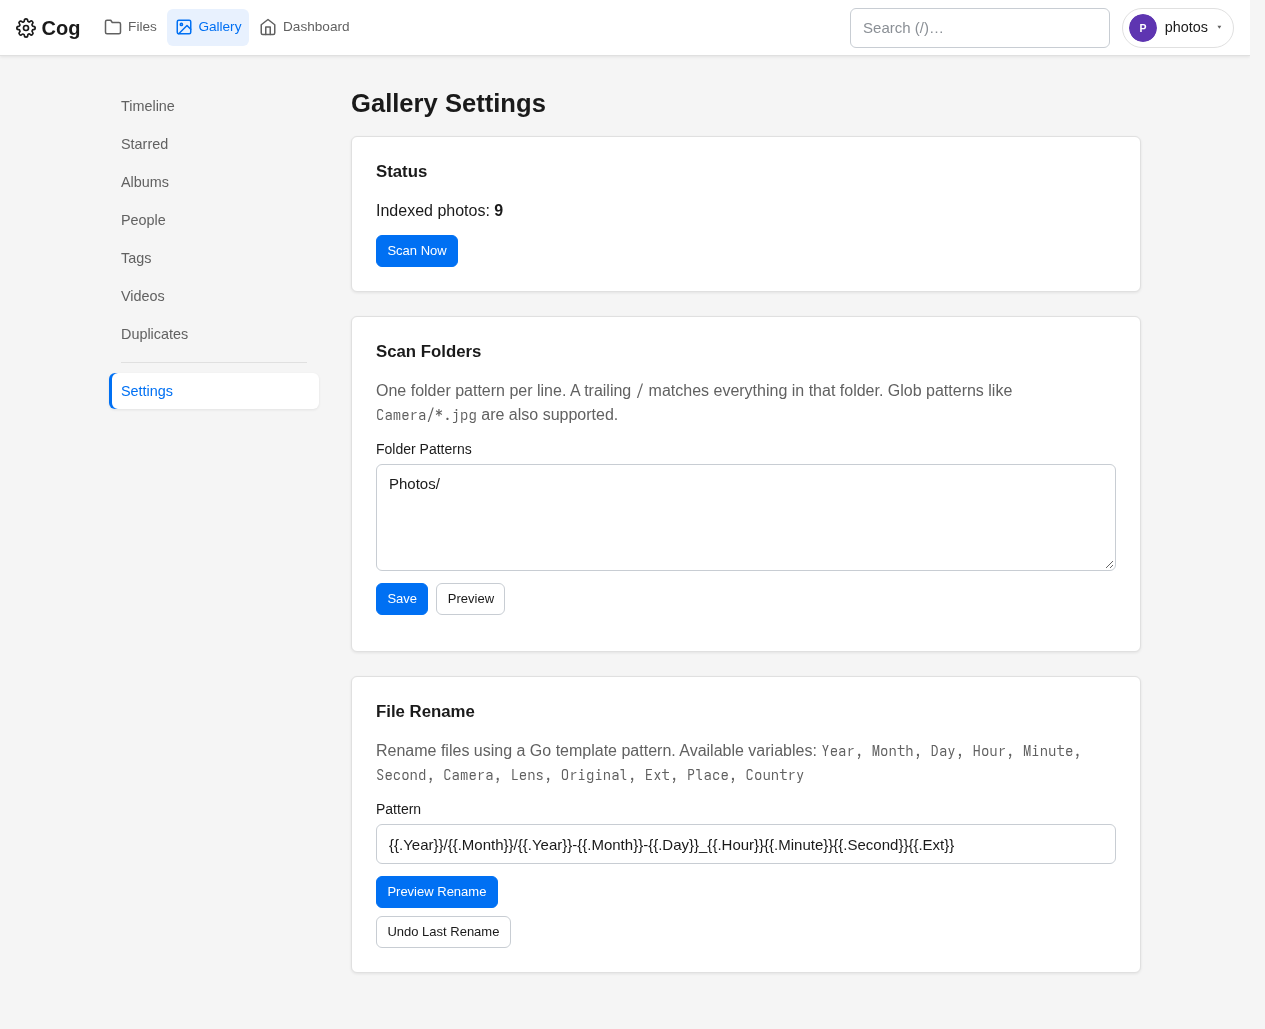 Cog
Files
Gallery
Dashboard
Search (/)…
P
photos
Timeline
Starred
Albums
People
Tags
Videos
Duplicates
Settings
Gallery Settings
Status
Indexed photos: 9
Scan Now
Scan Folders
One folder pattern per line. A trailing / matches everything in that folder. Glob patterns like
Camera/*.jpg are also supported.
Folder Patterns
Photos/
Save
Preview
File Rename
Rename files using a Go template pattern. Available variables: Year, Month, Day, Hour, Minute,
Second, Camera, Lens, Original, Ext, Place, Country
Pattern
{{.Year}}/{{.Month}}/{{.Year}}-{{.Month}}-{{.Day}}_{{.Hour}}{{.Minute}}{{.Second}}{{.Ext}}
Preview Rename
Undo Last Rename